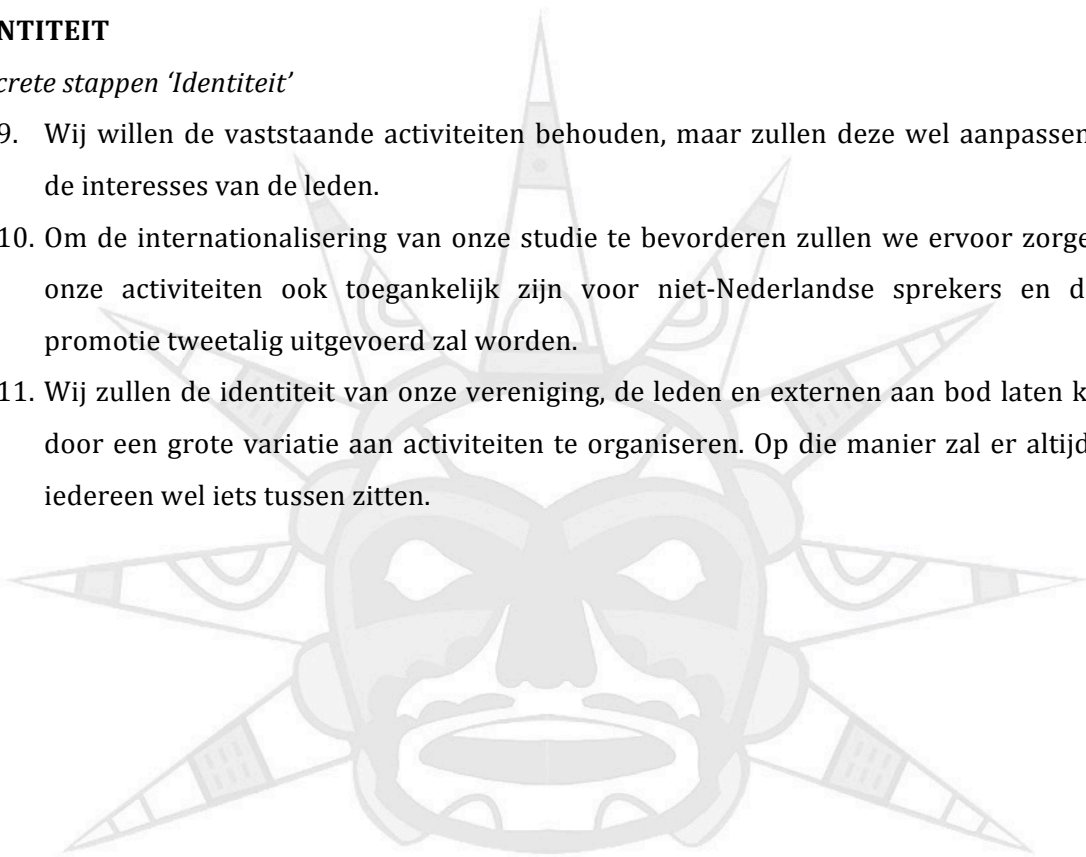 NTITEIT
crete stappen ‘Identiteit’
9. Wij willen de vaststaande activiteiten behouden, maar zullen deze wel aanpassen
de interesses van de leden.
10. Om de internationalisering van onze studie te bevorderen zullen we ervoor zorge
onze activiteiten ook toegankelijk zijn voor niet-Nederlandse sprekers en d
promotie tweetalig uitgevoerd zal worden.
11. Wij zullen de identiteit van onze vereniging, de leden en externen aan bod laten k
door een grote variatie aan activiteiten te organiseren. Op die manier zal er altijd
iedereen wel iets tussen zitten.